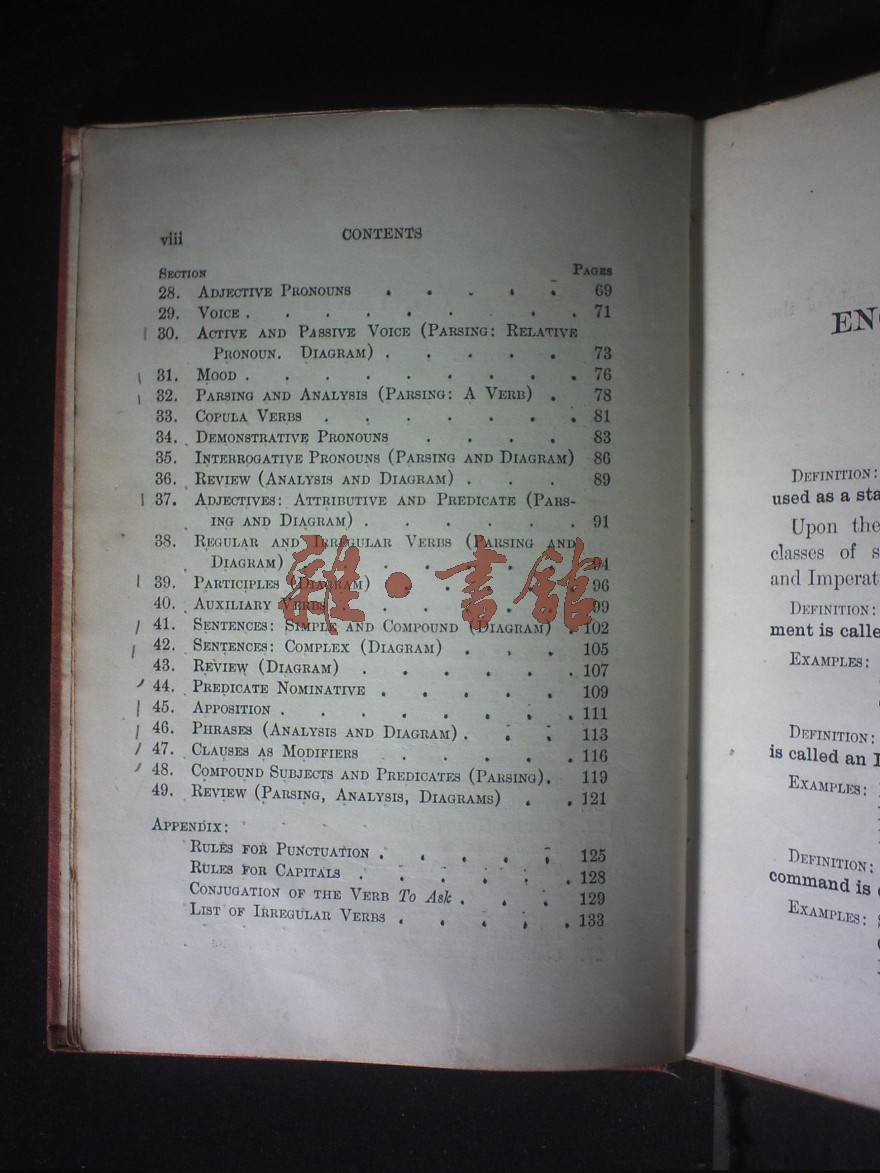 viii CONTENTS
SECTION PAGES
28. ADJECTIVE PRONOUNS . . . . . 69
29. VOICE . . . . . . . . . 71
30. ACTIVE AND PASSIVE VOICE (PARSING: RELATIVE
PRONOUN. DIAGRAM) . . . . . 73
31. MOOD . . . . . . . . . 76
32. PARSING AND ANALYSIS (PARSING: A VERB) . 78
33. COPULA VERBS . . . . . . . 81
34. DEMONSTRATIVE PRONOUNS . . . . 83
35. INTERROGATIVE PRONOUNS (PARSING AND DIAGRAM) 86
36. REVIEW (ANALYSIS AND DIAGRAM) . . . 89
37. ADJECTIVES: ATTRIBUTIVE AND PREDICATE (PARS-
ING AND DIAGRAM) . . . . . . 91
38. REGULAR AND IRREGULAR VERBS (PARSING AND
DIAGRAM) . . . . . . 94
39. PARTICIPLES (DIAGRAM) . . . . . 96
40. AUXILIARY VERBS . . . . . . 99
41. SENTENCES: SIMPLE AND COMPOUND (DIAGRAM) . 102
42. SENTENCES: COMPLEX (DIAGRAM) . . . 105
43. REVIEW (DIAGRAM) . . . . . . 107
44. PREDICATE NOMINATIVE . . . . . 109
45. APPOSITION . . . . . . . . 111
46. PHRASES (ANALYSIS AND DIAGRAM) . . . 113
47. CLAUSES AS MODIFIERS . . . . . 116
48. COMPOUND SUBJECTS AND PREDICATES (PARSING). 119
49. REVIEW (PARSING, ANALYSIS, DIAGRAMS) . . 121
APPENDIX:
RULES FOR PUNCTUATION . . . . . 125
RULES FOR CAPITALS . . . . . . 128
CONJUGATION OF THE VERB To Ask . . . 129
LIST OF IRREGULAR VERBS . . . . . 133
雜·書館
DEFINITION:
used as a
Upon the
classes of
and
DEFINITION:
ment is
EXAMPLES:
DEFINITION:
is called an
EXAMPLES:
DEFINITION:
command is
EXAMPLES: